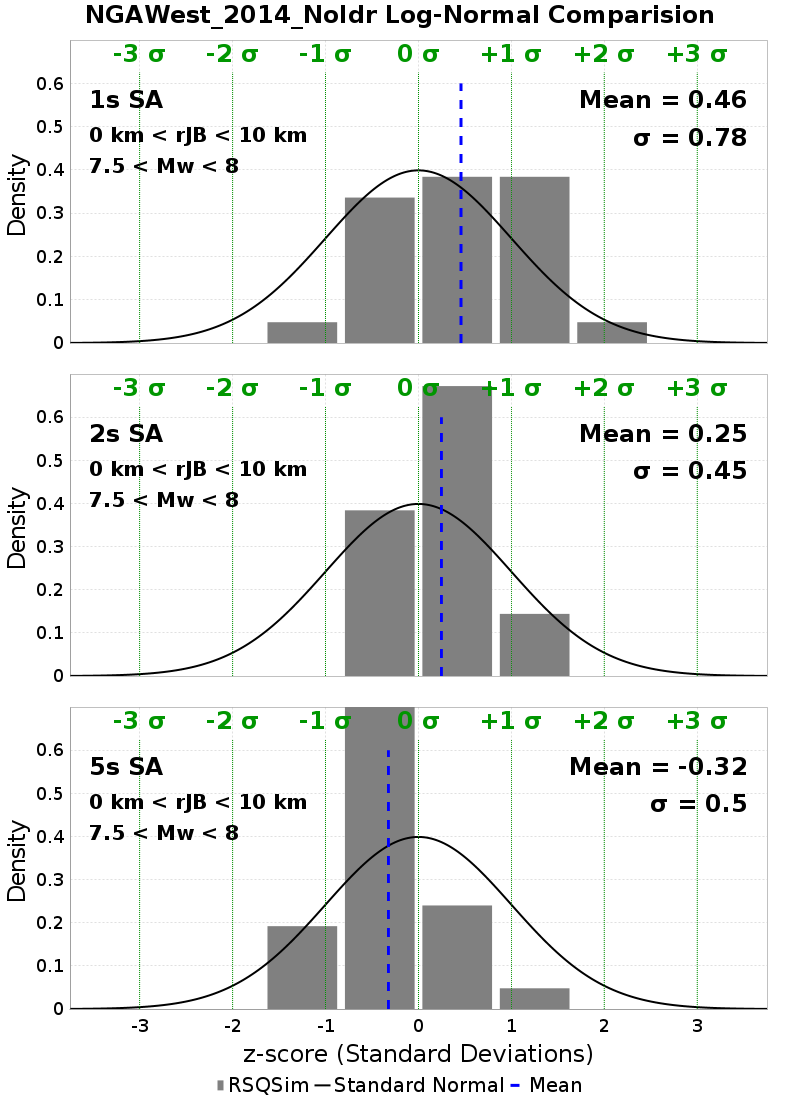 NGAWest_2014_NoIdr Log-Normal Comparision
-3 σ -2 σ -1 σ 0 σ +1 σ +2 σ +3 σ
1s SA
Mean = 0.46
0 km < rJB < 10 km
σ = 0.78
7.5 < Mw < 8
0.6
0.5
0.4
0.3
0.2
0.1
0
Density
-3 σ -2 σ -1 σ 0 σ +1 σ +2 σ +3 σ
2s SA
Mean = 0.25
0 km < rJB < 10 km
σ = 0.45
7.5 < Mw < 8
0.6
0.5
0.4
0.3
0.2
0.1
0
Density
-3 σ -2 σ -1 σ 0 σ +1 σ +2 σ +3 σ
5s SA
Mean = -0.32
0 km < rJB < 10 km
σ = 0.5
7.5 < Mw < 8
0.6
0.5
0.4
0.3
0.2
0.1
0
Density
-3 -2 -1 0 1 2 3
z-score (Standard Deviations)
RSQSim Standard Normal Mean